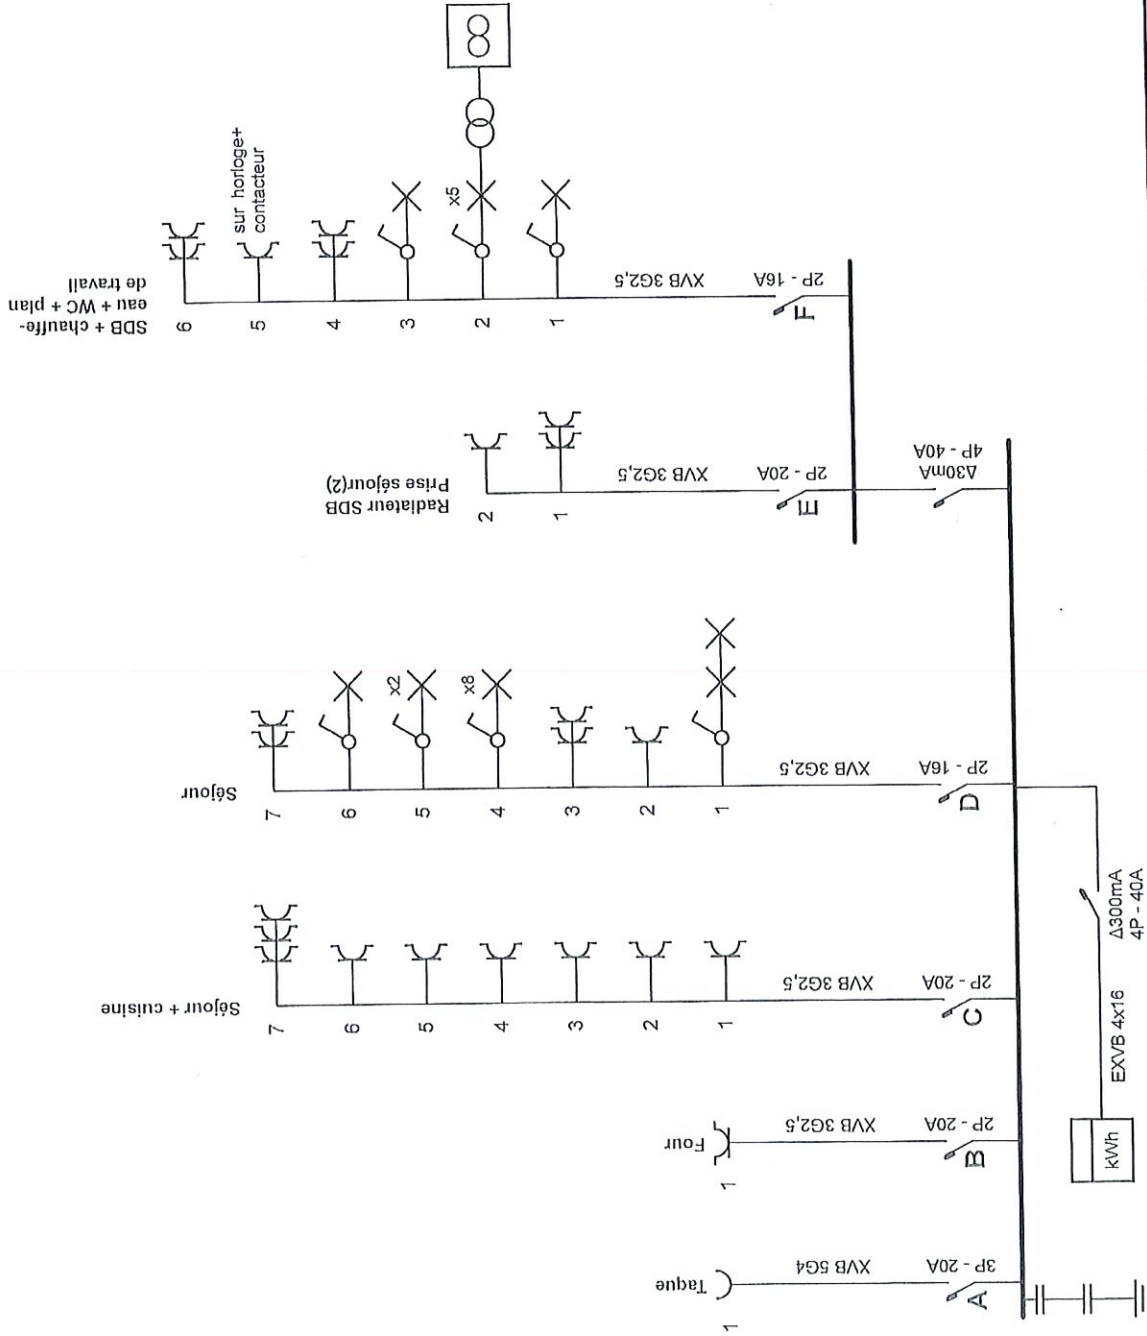 SDB + chauffe-
eau + WC + plan
de travail
6
5
4
3
2
1
sur horloge+
contacteur
x5
XVB 3G2,5
2P - 16A
F
Radiateur SDB
Prise séjour(2)
2
1
XVB 3G2,5
2P - 20A
E
Δ30mA
4P - 40A
Séjour
7
6
5
4
3
2
1
x2
x8
XVB 3G2,5
2P - 16A
D
Séjour + cuisine
7
6
5
4
3
2
1
XVB 3G2,5
2P - 20A
C
Four
1
XVB 3G2,5
2P - 20A
B
Taque
1
XVB 5G4
3P - 20A
A
kWh
EXVB 4x16
Δ300mA
4P - 40A